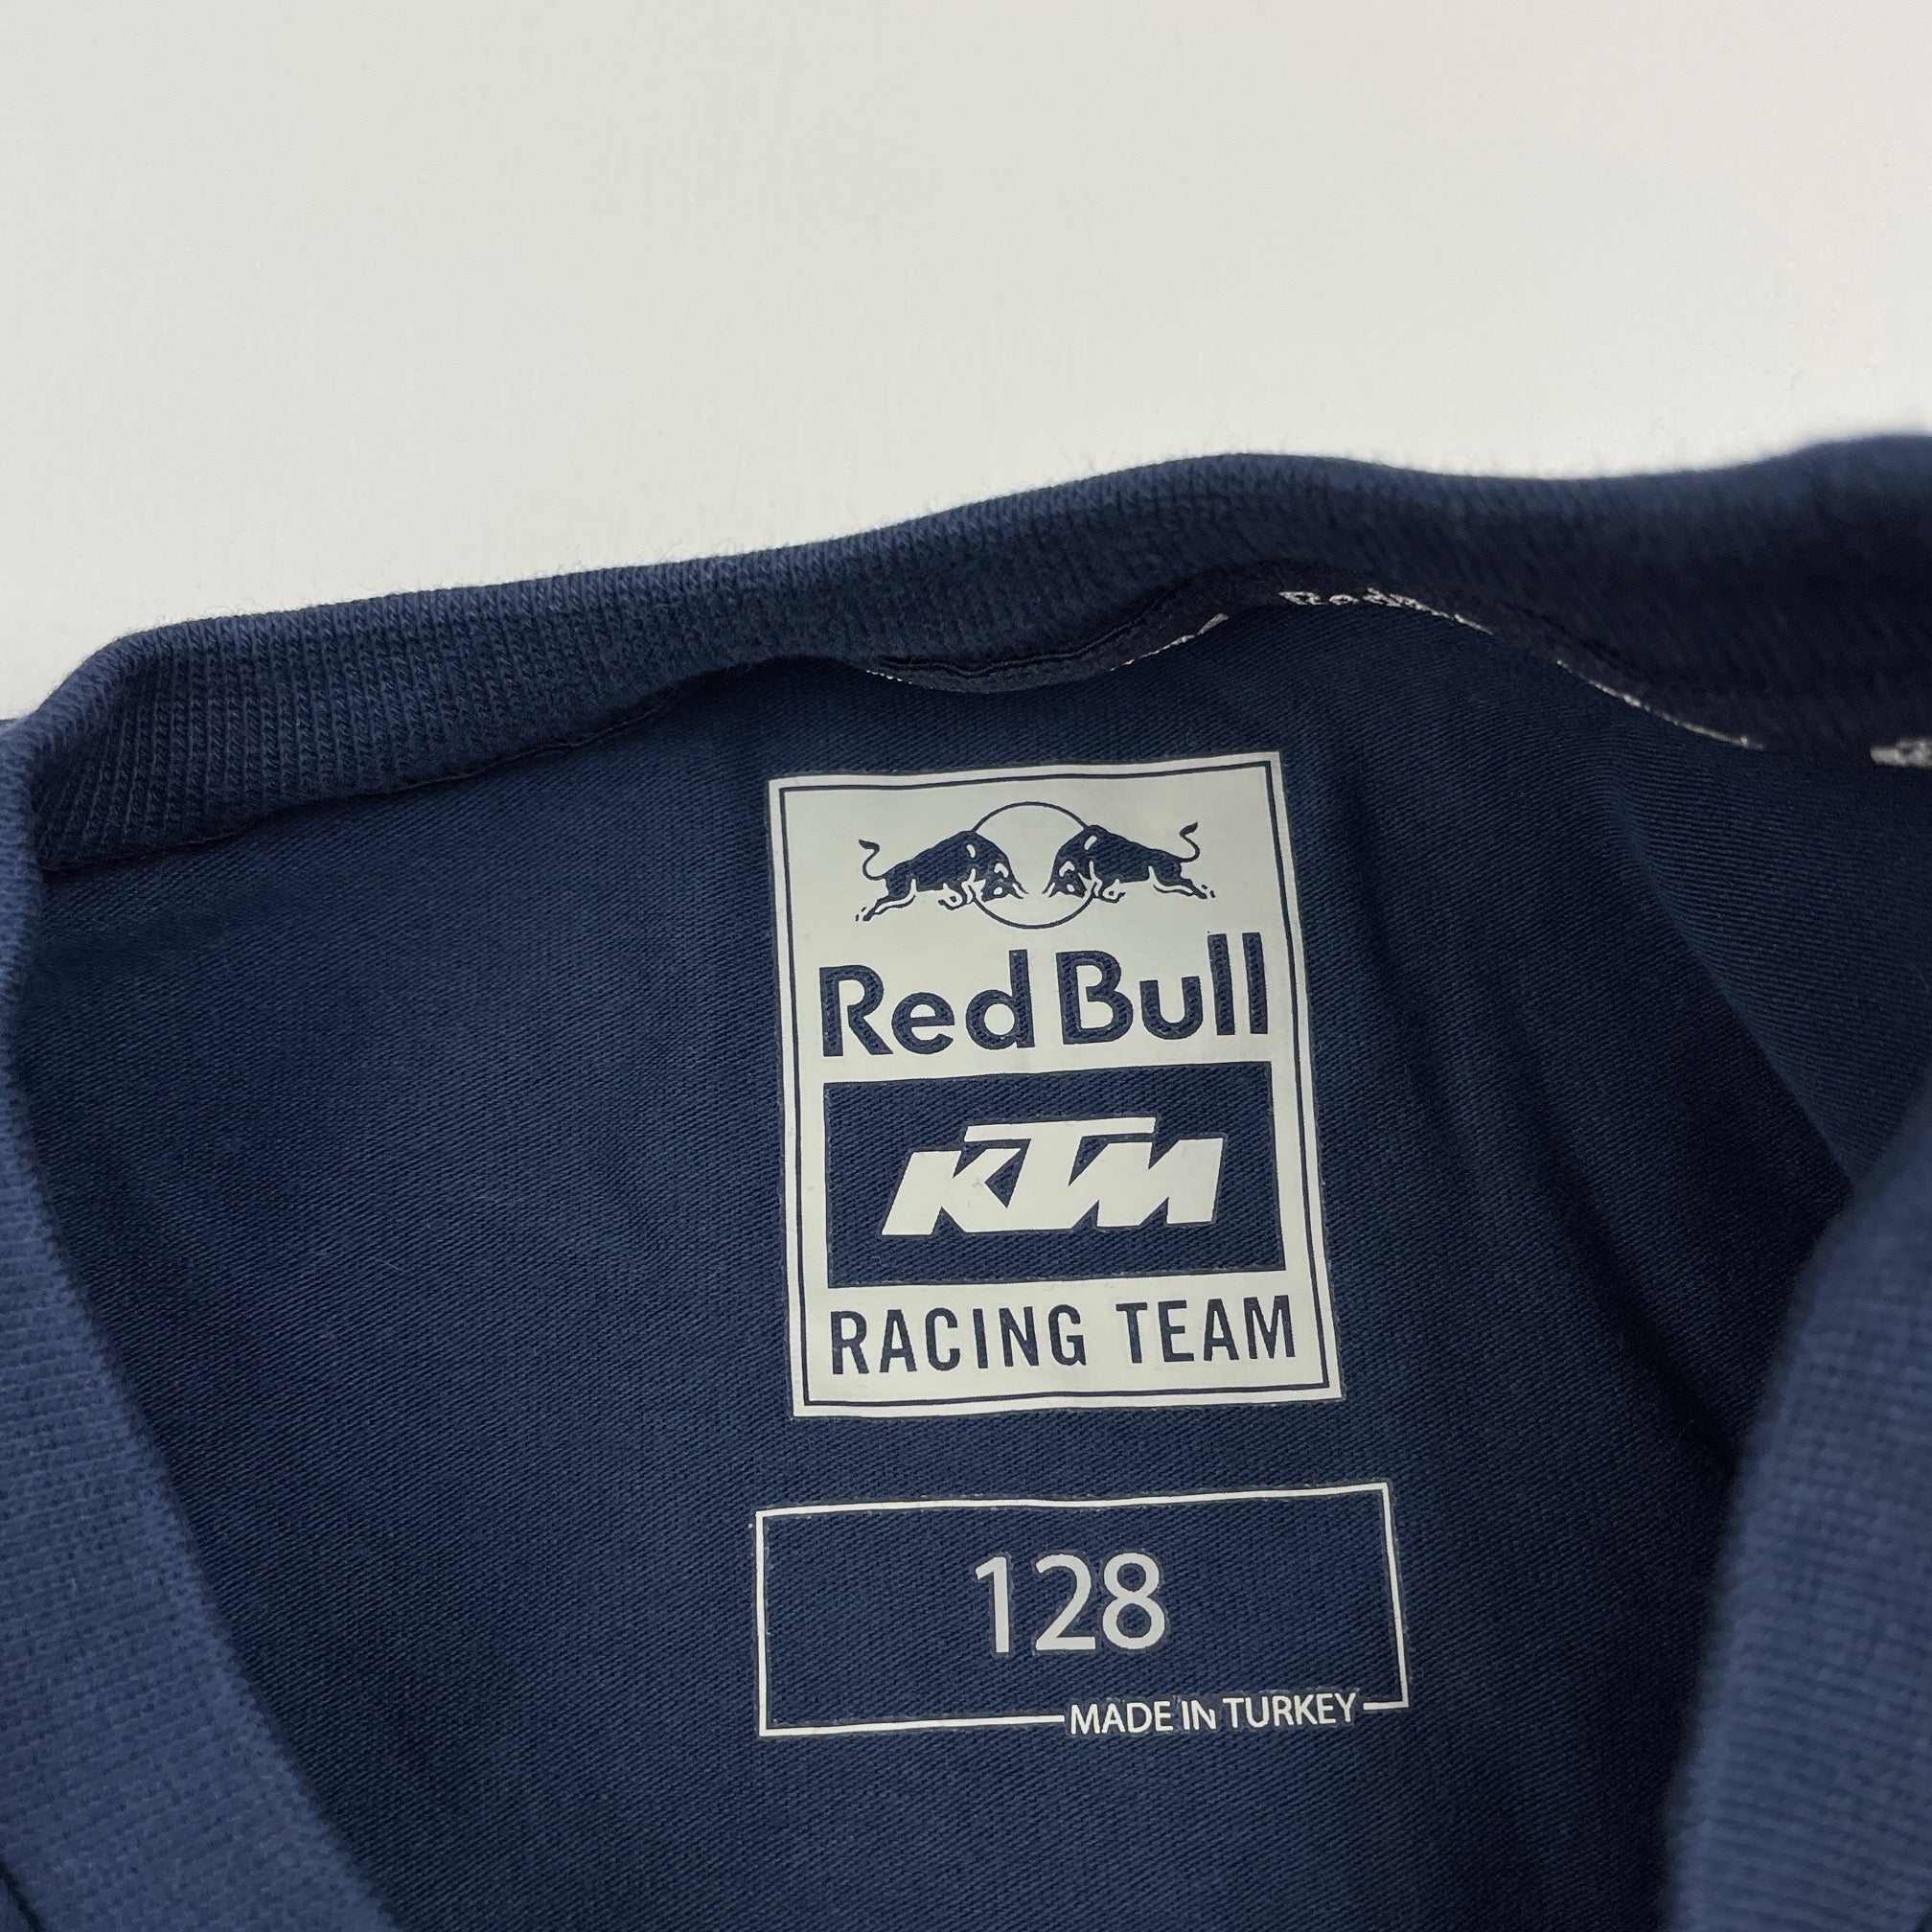 Red Bull
KTM
RACING TEAM
128
MADE IN TURKEY